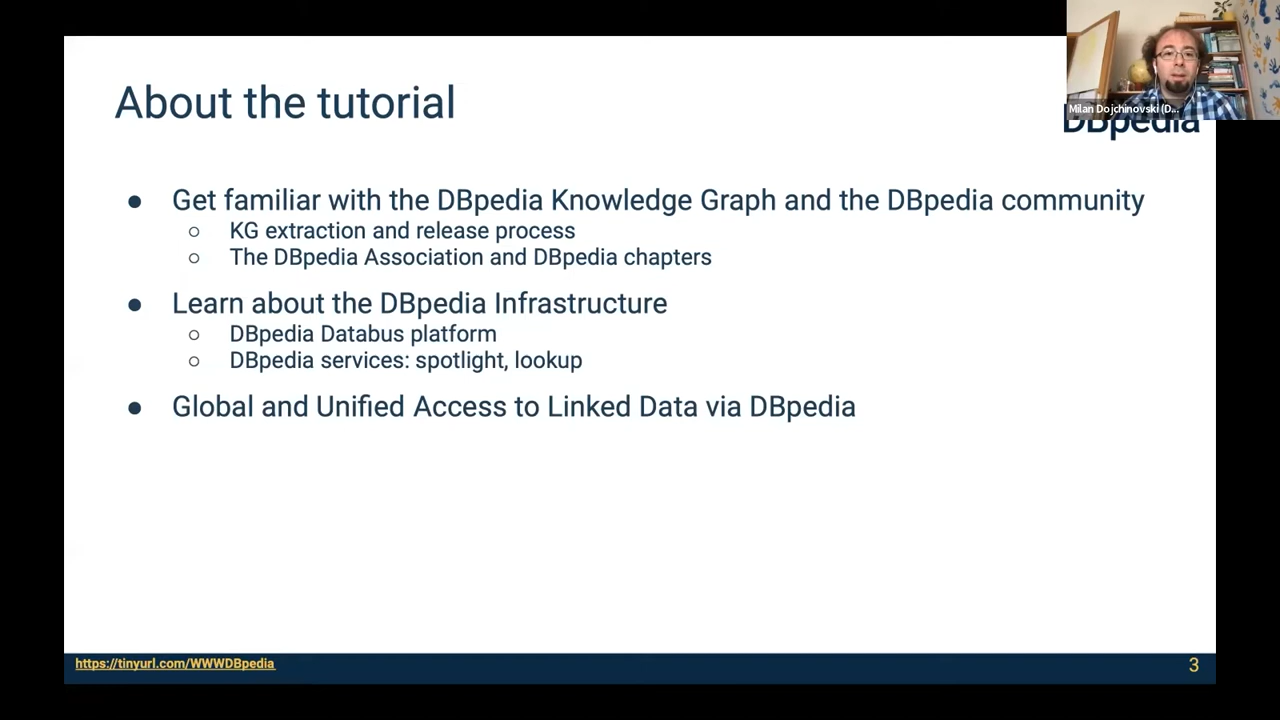 Milan Dojchinovski (D...
About the tutorial
DBpedia
● Get familiar with the DBpedia Knowledge Graph and the DBpedia community
○ KG extraction and release process
○ The DBpedia Association and DBpedia chapters
● Learn about the DBpedia Infrastructure
○ DBpedia Databus platform
○ DBpedia services: spotlight, lookup
● Global and Unified Access to Linked Data via DBpedia
https://tinyurl.com/WWWDBpedia
3